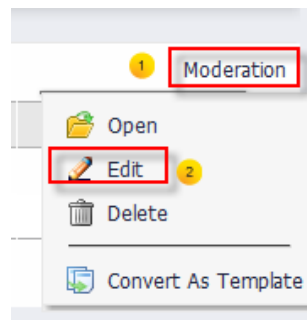 1 Moderation
Open
Edit 2
Delete
Convert As Template